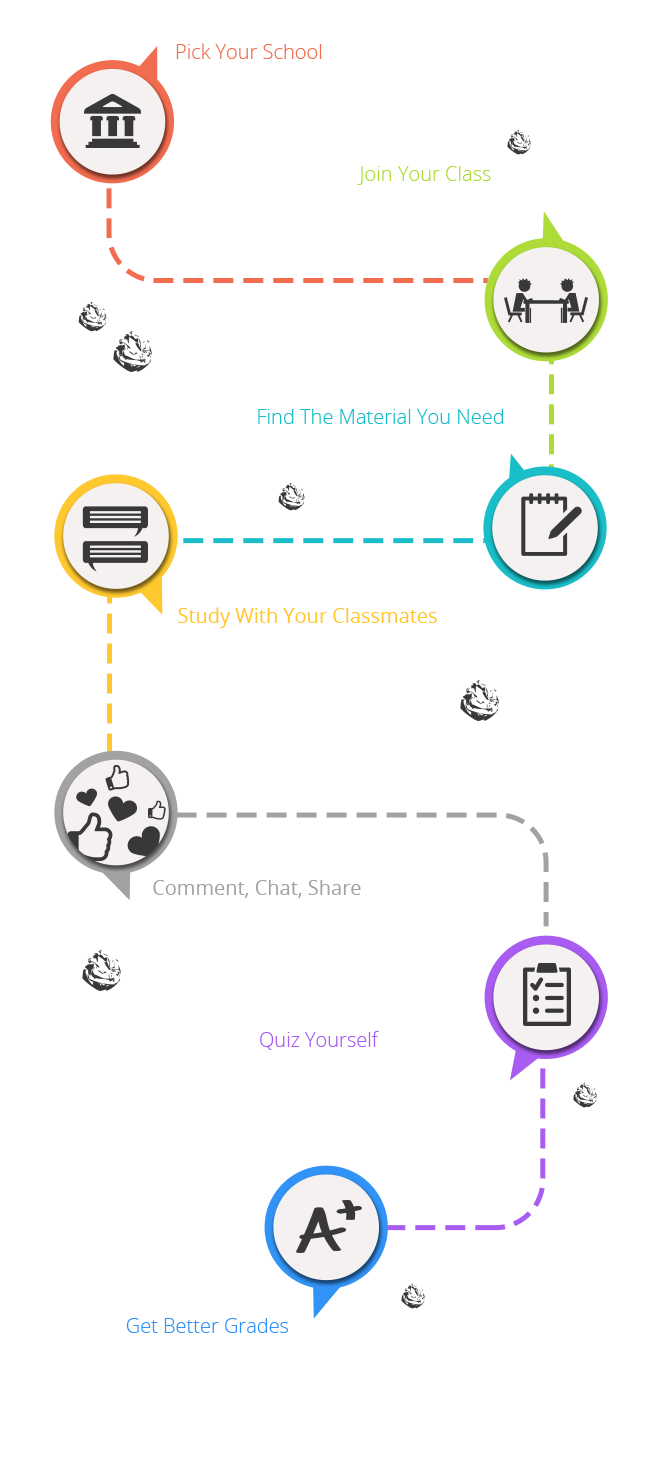 Pick Your School
Join Your Class
Find The Material You Need
Study With Your Classmates
Comment, Chat, Share
Quiz Yourself
A+
Get Better Grades